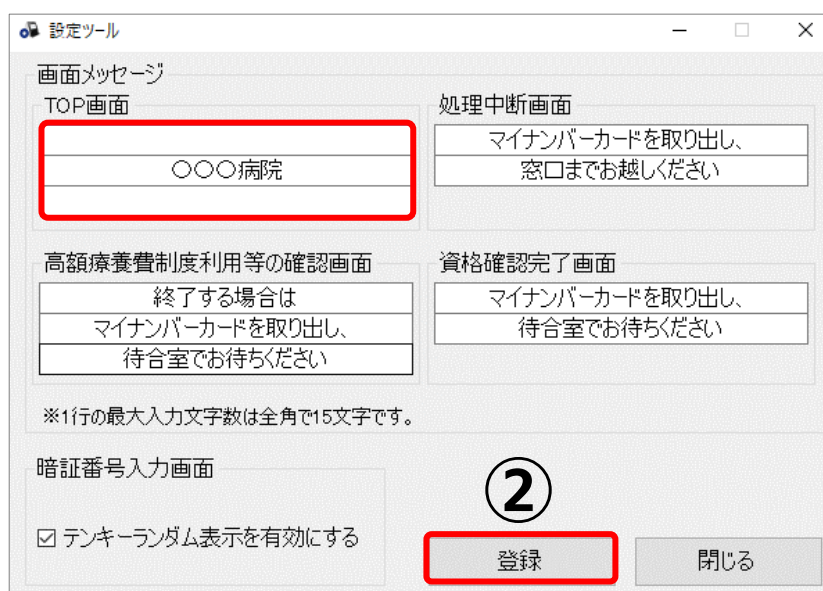 設定ツール
画面メッセージ
TOP画面
〇〇〇病院
処理中断画面
マイナンバーカードを取り出し、
窓口までお越しください
高額療養費制度利用等の確認画面
終了する場合は
マイナンバーカードを取り出し、
待合室でお待ちください
資格確認完了画面
マイナンバーカードを取り出し、
待合室でお待ちください
※1行の最大入力文字数は全角で15文字です。
暗証番号入力画面
テンキーランダム表示を有効にする
②
登録
閉じる